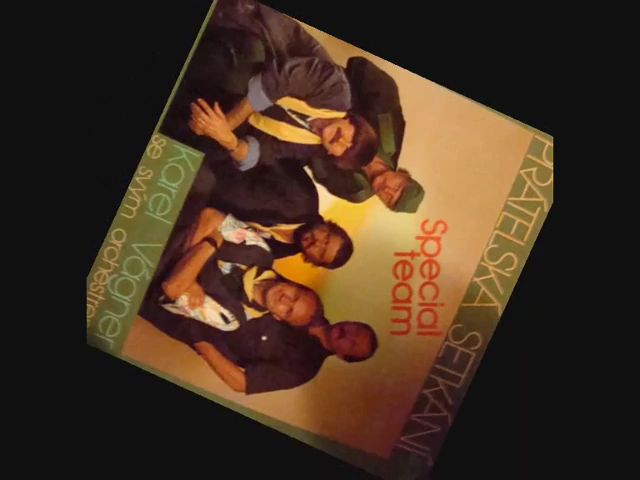 PŘÁTELSKÁ SETKÁNÍ
special
team
Karel Vágner
se svým orchestrem